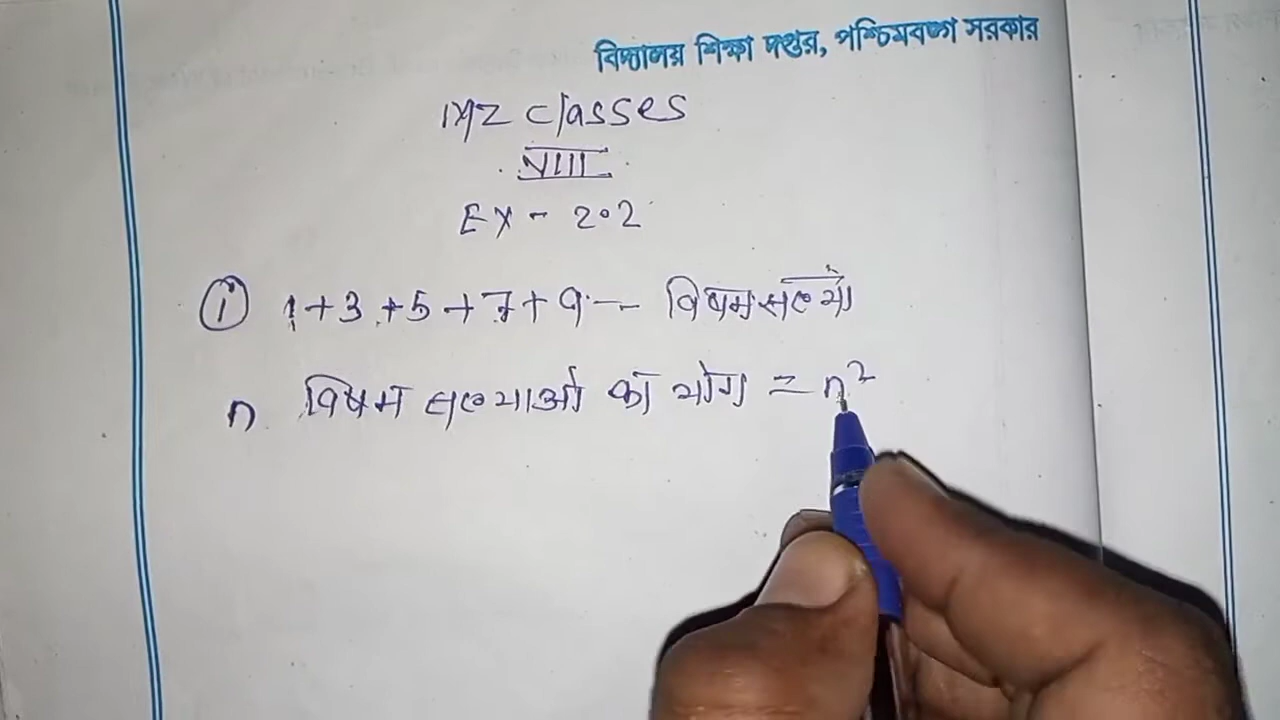 বিদ্যালয় শিক্ষা দপ্তর, পশ্চিমবঙ্গ সরকার
XYZ classes
VIII
Ex - 2.2
① 1+3+5+7+9-- विषम संख्या
n विषम संख्याओ का योग = n²